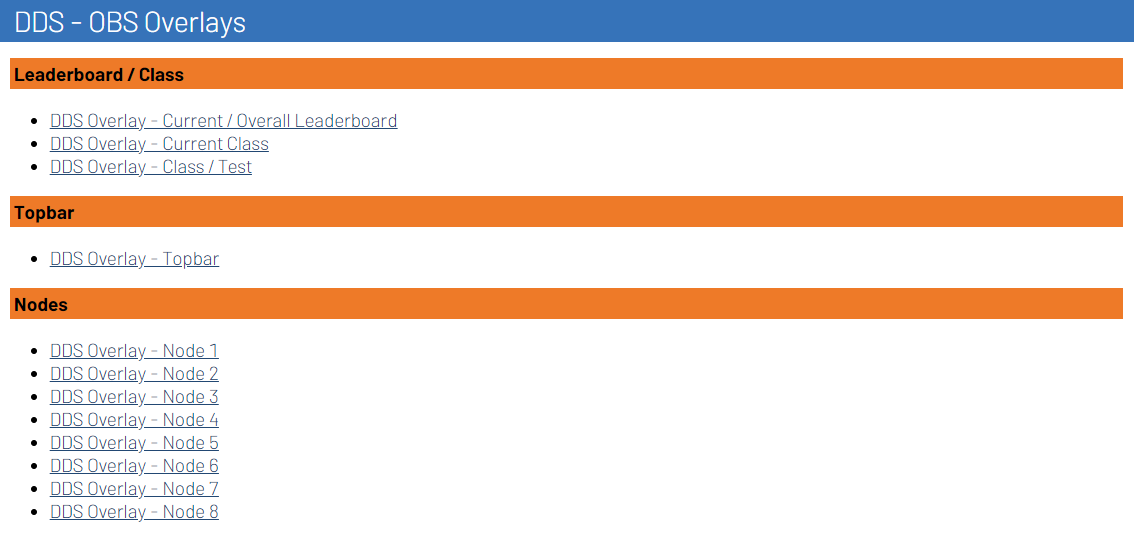 DDS - OBS Overlays
Leaderboard / Class
DDS Overlay - Current / Overall Leaderboard
DDS Overlay - Current Class
DDS Overlay - Class / Test
Topbar
DDS Overlay - Topbar
Nodes
DDS Overlay - Node 1
DDS Overlay - Node 2
DDS Overlay - Node 3
DDS Overlay - Node 4
DDS Overlay - Node 5
DDS Overlay - Node 6
DDS Overlay - Node 7
DDS Overlay - Node 8